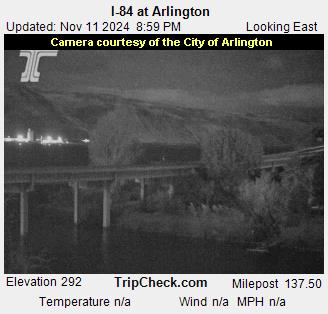 I-84 at Arlington
Updated: Nov 11 2024 8:59 PM Looking East
Camera courtesy of the City of Arlington
Elevation 292 TripCheck.com Milepost 137.50
Temperature n/a Wind n/a MPH n/a